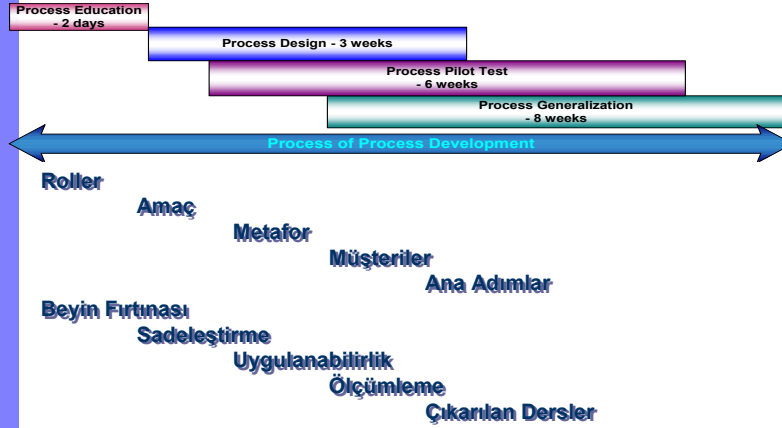 Process Education
- 2 days
Process Design - 3 weeks
Process Pilot Test
- 6 weeks
Process Generalization
- 8 weeks
Process of Process Development
Roller
Amaç
Metafor
Müşteriler
Ana Adımlar
Beyin Fırtınası
Sadeleştirme
Uygulanabilirlik
Ölçümleme
Çıkarılan Dersler